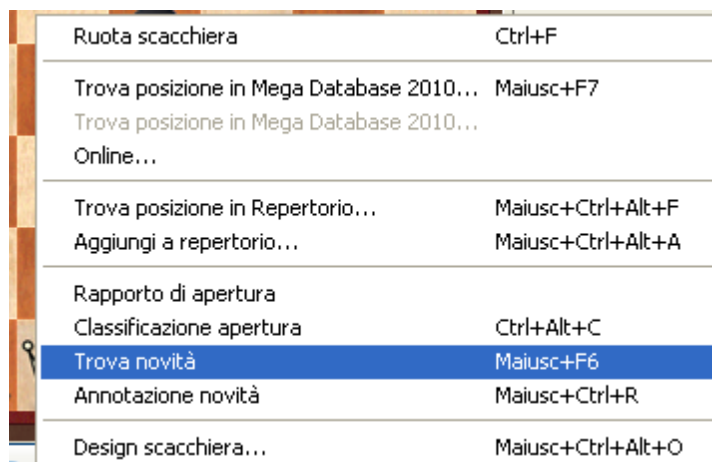 Ruota scacchiera Ctrl+F
Trova posizione in Mega Database 2010... Maiusc+F7
Trova posizione in Mega Database 2010...
Online...
Trova posizione in Repertorio... Maiusc+Ctrl+Alt+F
Aggiungi a repertorio... Maiusc+Ctrl+Alt+A
Rapporto di apertura
Classificazione apertura Ctrl+Alt+C
Trova novità Maiusc+F6
Annotazione novità Maiusc+Ctrl+R
Design scacchiera... Maiusc+Ctrl+Alt+O